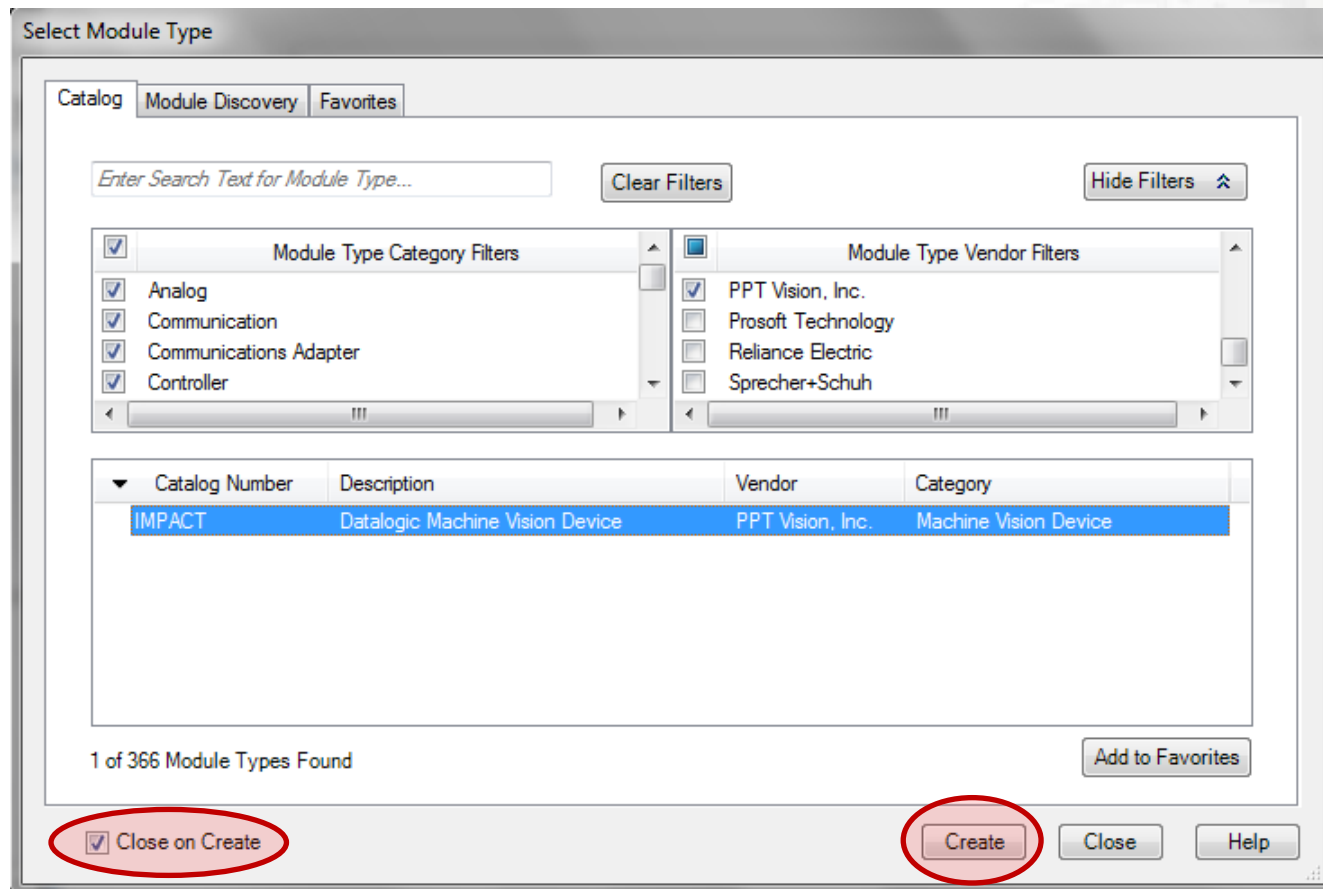 Select Module Type
Catalog Module Discovery Favorites
Enter Search Text for Module Type... Clear Filters Hide Filters
Module Type Category Filters Module Type Vendor Filters
Analog PPT Vision, Inc.
Communication Prosoft Technology
Communications Adapter Reliance Electric
Controller Sprecher+Schuh
Catalog Number Description Vendor Category
IMPACT Datalogic Machine Vision Device PPT Vision, Inc. Machine Vision Device
1 of 366 Module Types Found Add to Favorites
Close on Create Create Close Help